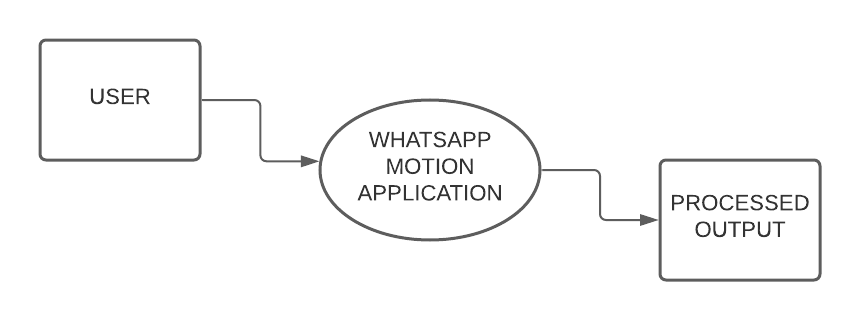 USER
WHATSAPP
MOTION
APPLICATION
PROCESSED
OUTPUT